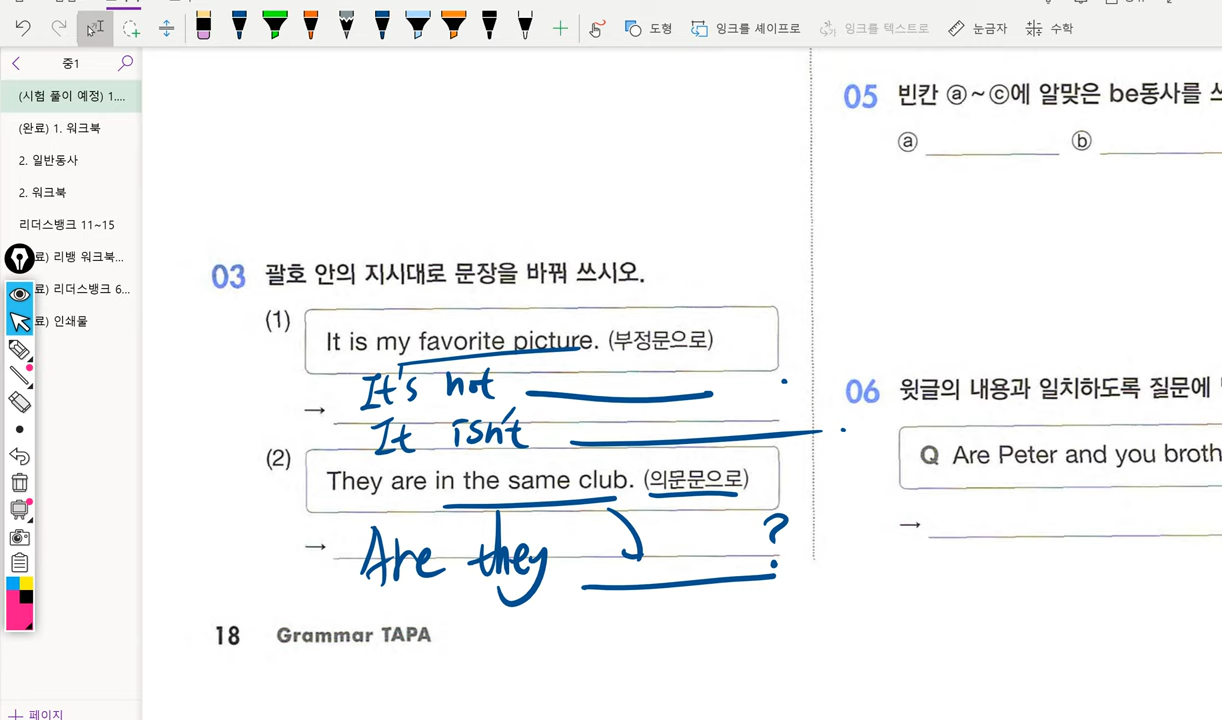 도형
잉크를 셰이프로
잉크를 텍스트로
눈금자
수학
중1
(시험 풀이 예정) 1....
(완료) 1. 워크북
2. 일반동사
2. 워크북
리더스뱅크 11~15
료) 리뱅 워크북...
료) 리더스뱅크 6...
료) 인쇄물
페이지
03 괄호 안의 지시대로 문장을 바꿔 쓰시오.
(1) It is my favorite picture. (부정문으로)
It's not .
→
It isn't .
(2) They are in the same club. (의문문으로)
→ Are they ?
18 Grammar TAPA
05 빈칸 ⓐ~ⓒ에 알맞은 be동사를
ⓐ ⓑ
06 윗글의 내용과 일치하도록 질문에
Q Are Peter and you broth
→